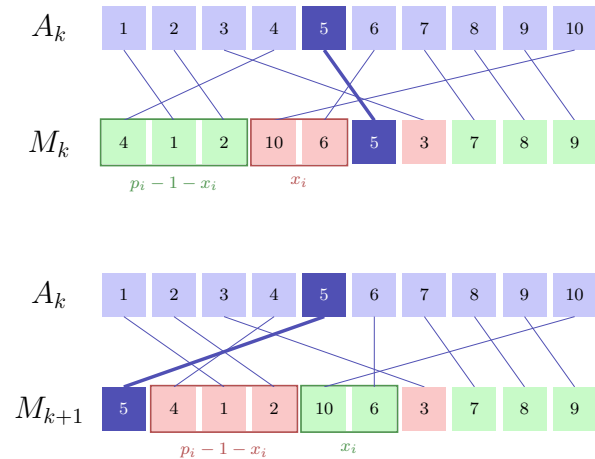 A_k 1 2 3 4 5 6 7 8 9 10
M_k 4 1 2 10 6 5 3 7 8 9
p_i − 1 − x_i x_i
A_k 1 2 3 4 5 6 7 8 9 10
M_{k+1} 5 4 1 2 10 6 3 7 8 9
p_i − 1 − x_i x_i